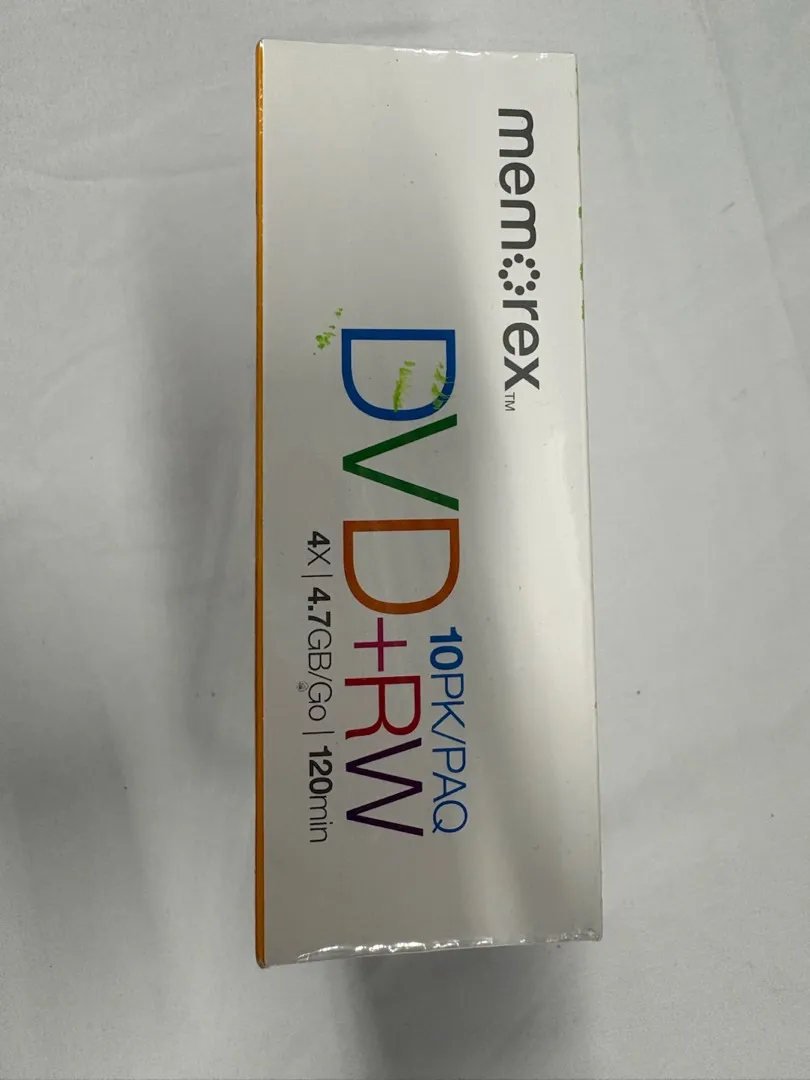 memorex™
10PK/PAQ
DVD+RW
4X | 4.7GB/Go | 120min